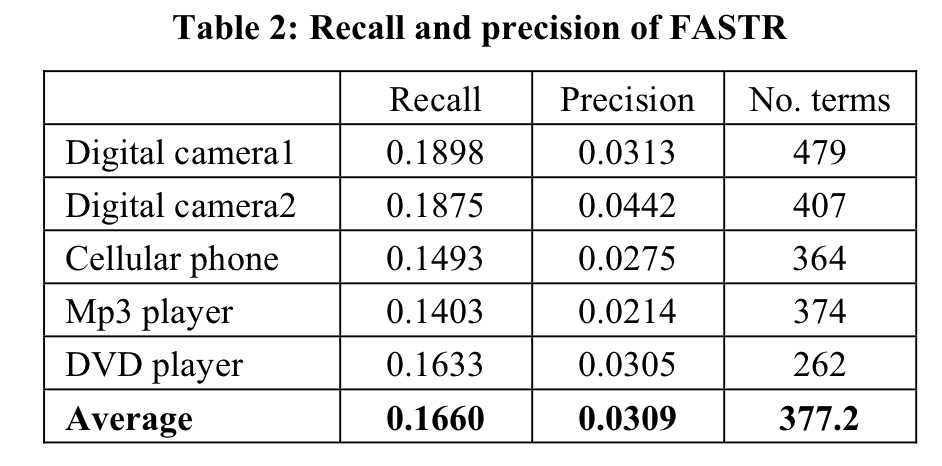 Table 2: Recall and precision of FASTR
Recall Precision No. terms
Digital camera1 0.1898 0.0313 479
Digital camera2 0.1875 0.0442 407
Cellular phone 0.1493 0.0275 364
Mp3 player 0.1403 0.0214 374
DVD player 0.1633 0.0305 262
Average 0.1660 0.0309 377.2